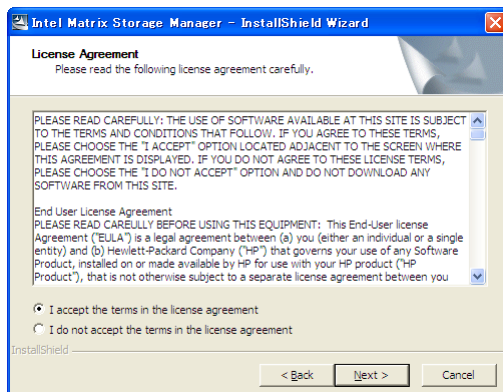 Intel Matrix Storage Manager - InstallShield Wizard
License Agreement
Please read the following license agreement carefully.
PLEASE READ CAREFULLY: THE USE OF SOFTWARE AVAILABLE AT THIS SITE IS SUBJECT
TO THE TERMS AND CONDITIONS THAT FOLLOW. IF YOU AGREE TO THESE TERMS,
PLEASE CHOOSE THE "I ACCEPT" OPTION LOCATED ADJACENT TO THE SCREEN WHERE
THIS AGREEMENT IS DISPLAYED. IF YOU DO NOT AGREE TO THESE LICENSE TERMS,
PLEASE CHOOSE THE "I DO NOT ACCEPT" OPTION AND DO NOT DOWNLOAD ANY
SOFTWARE FROM THIS SITE.
End User License Agreement
PLEASE READ CAREULLY BEFORE USING THIS EQUIPMENT: This End-User license
Agreement ("EULA") is a legal agreement between (a) you (either an individual or a single
entity) and (b) Hewlett-Packard Company ("HP") that governs your use of any Software
Product, installed on or made available by HP for use with your HP product ("HP
Product"), that is not otherwise subject to a separate license agreement between you
I accept the terms in the license agreement
I do not accept the terms in the license agreement
InstallShield
< Back Next > Cancel